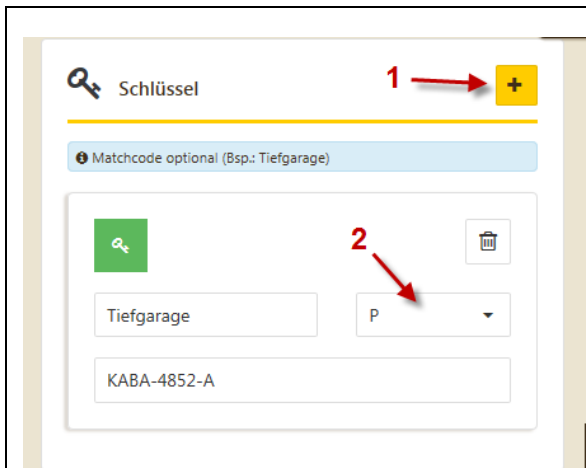 Schlüssel
1
+
Matchcode optional (Bsp.: Tiefgarage)
2
Tiefgarage
P
KABA-4852-A